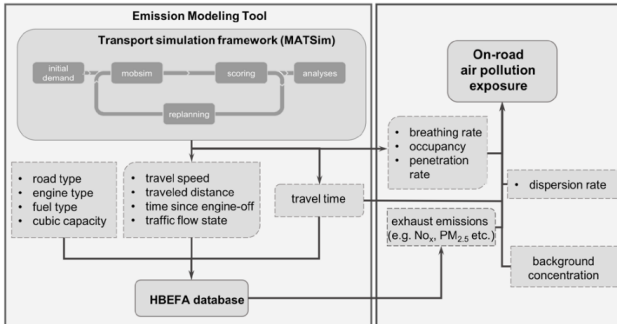 Emission Modeling Tool
Transport simulation framework (MATSim)
initial
demand
mobsim
scoring
analyses
replanning
On-road
air pollution
exposure
• breathing rate
• occupancy
• penetration
rate
• road type
• engine type
• fuel type
• cubic capacity
• travel speed
• traveled distance
• time since engine-off
• traffic flow state
travel time
• dispersion rate
exhaust emissions
(e.g. Noₓ, PM₂.₅ etc.)
background
concentration
HBEFA database